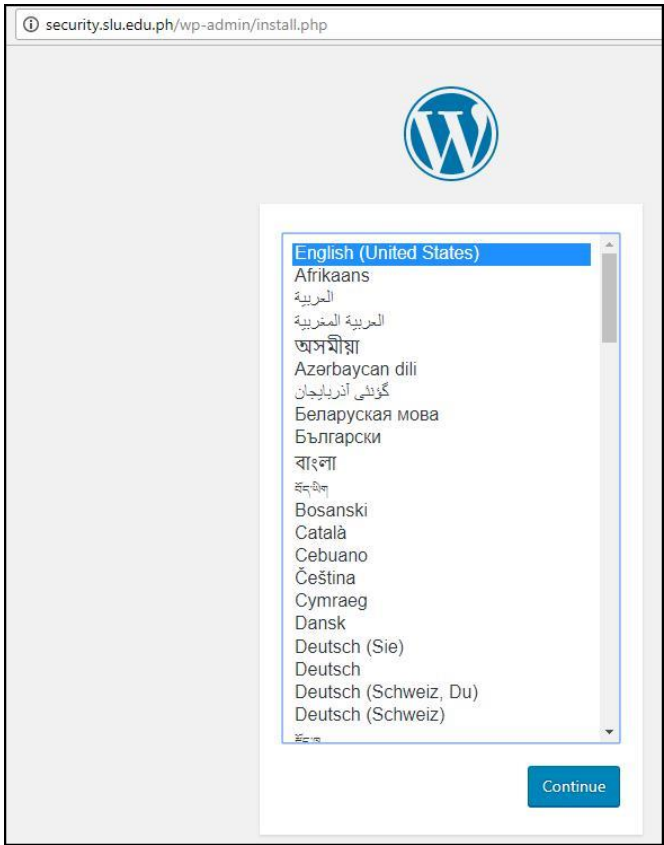 security.slu.edu.ph/wp-admin/install.php
English (United States)
Afrikaans
العربية
العربية المغربية
অসমীয়া
Azərbaycan dili
گؤنئی آذربایجان
Беларуская мова
Български
বাংলা
བོད་ཡིག
Bosanski
Català
Cebuano
Čeština
Cymraeg
Dansk
Deutsch (Sie)
Deutsch
Deutsch (Schweiz, Du)
Deutsch (Schweiz)
Continue